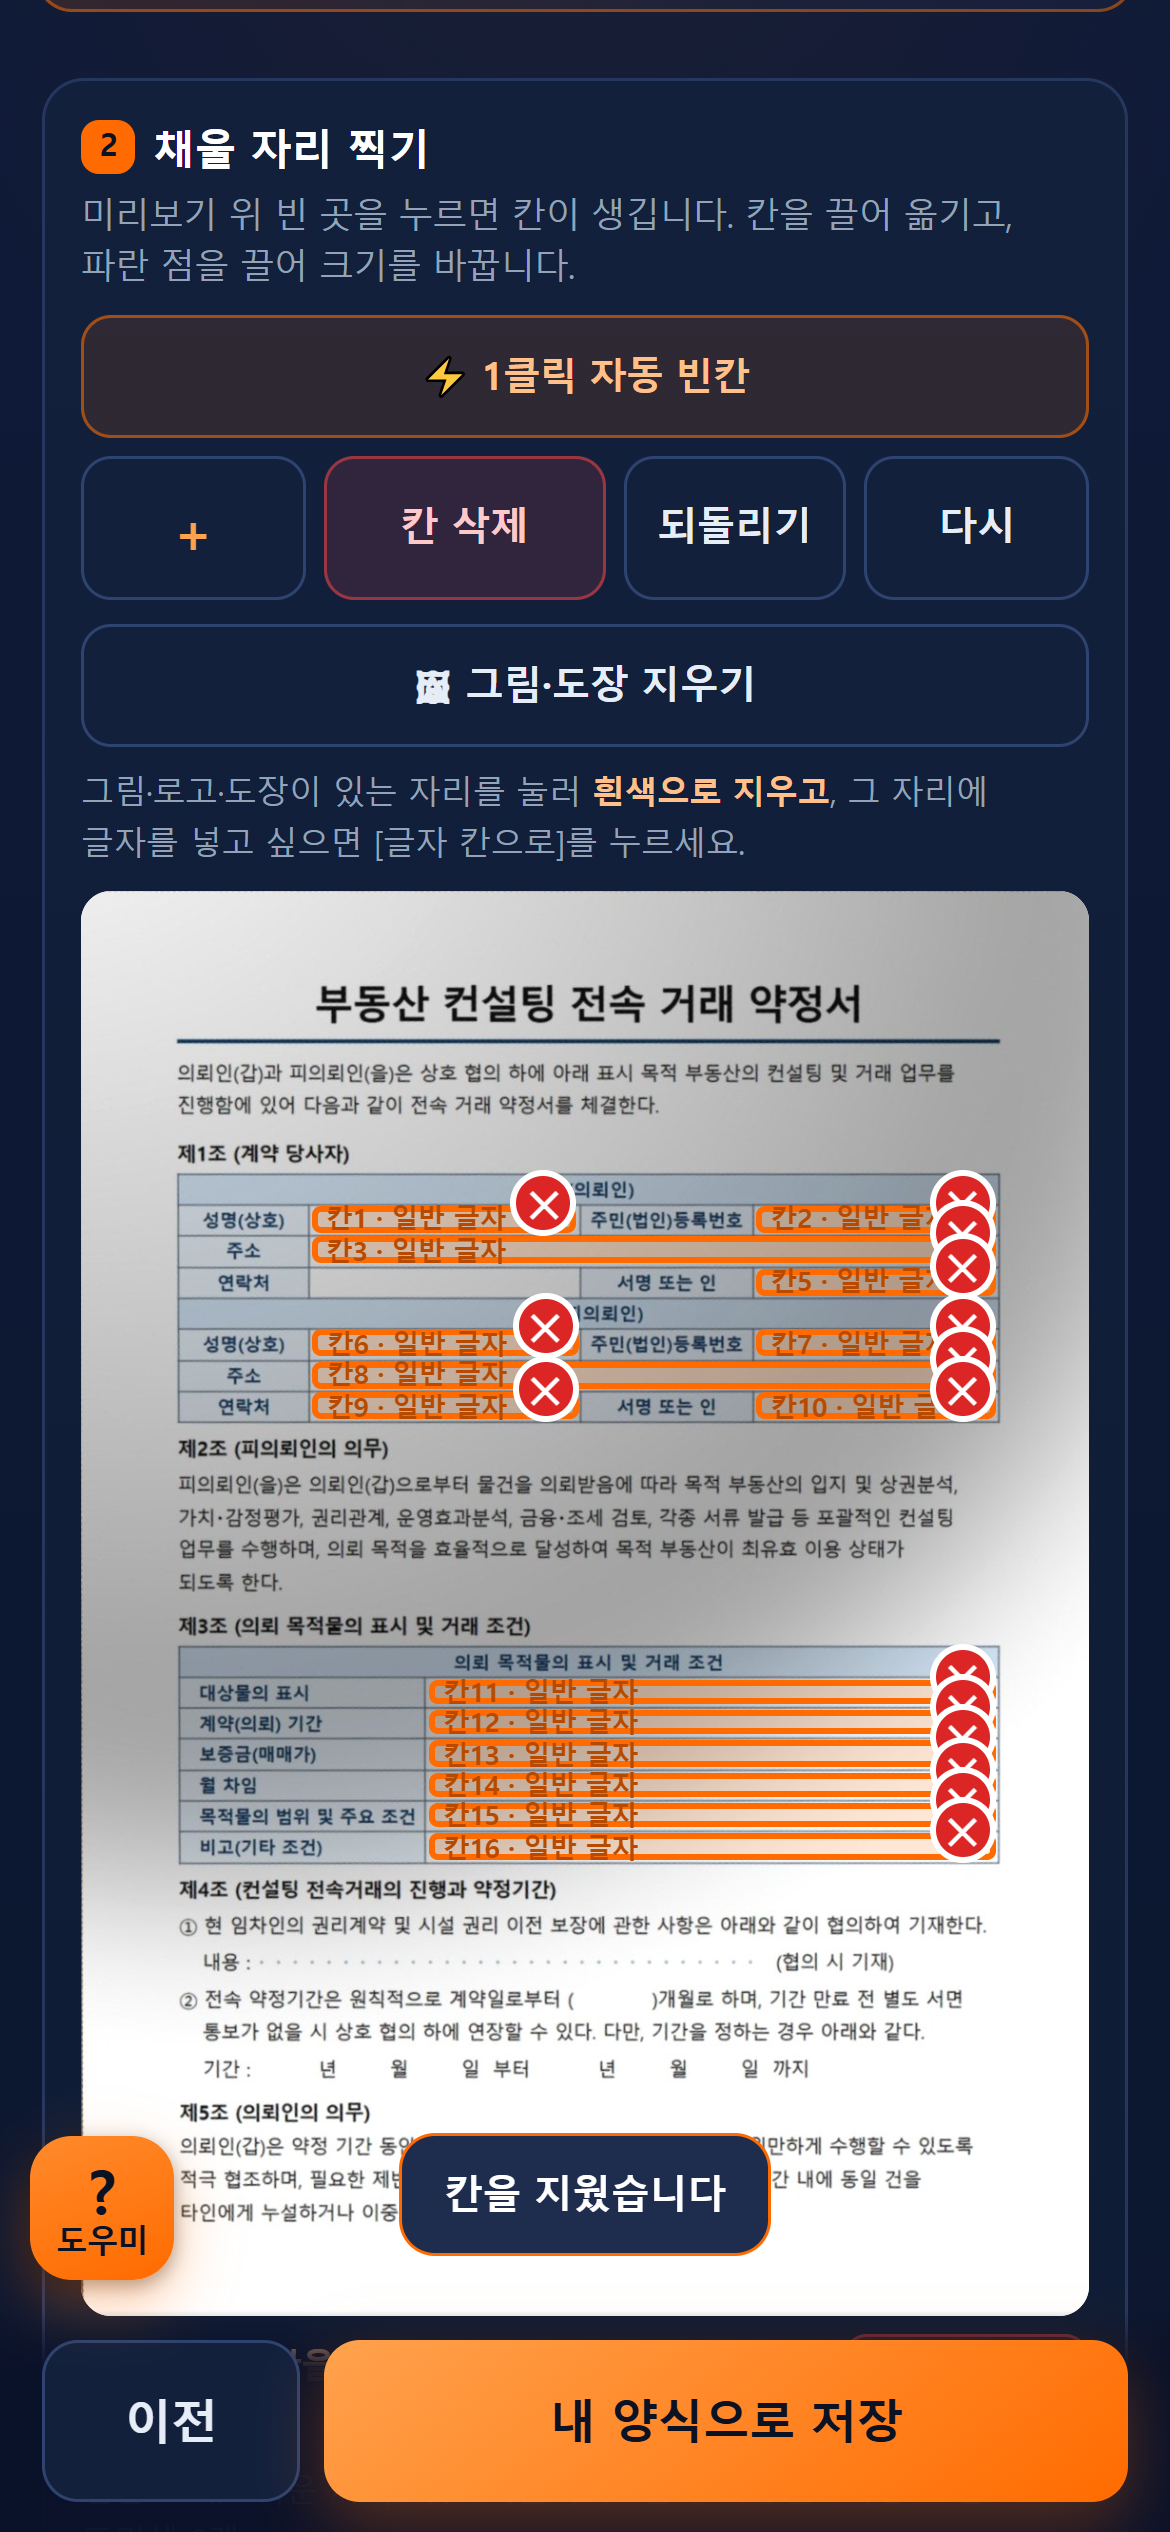 2 채울 자리 찍기
미리보기 위 빈 곳을 누르면 칸이 생깁니다. 칸을 끌어 옮기고,
파란 점을 끌어 크기를 바꿉니다.
⚡ 1클릭 자동 빈칸
+ 칸 삭제 되돌리기 다시
그림·도장 지우기
그림·로고·도장이 있는 자리를 눌러 흰색으로 지우고, 그 자리에
글자를 넣고 싶으면 [글자 칸으로]를 누르세요.
부동산 컨설팅 전속 거래 약정서
의뢰인(갑)과 피의뢰인(을)은 상호 협의 하에 아래 표시 목적 부동산의 컨설팅 및 거래 업무를
진행함에 있어 다음과 같이 전속 거래 약정서를 체결한다.
제1조 (계약 당사자)
의뢰인)
성명(상호) 칸1 · 일반 글자 주민(법인)등록번호 칸2 · 일반 글
주소 칸3 · 일반 글자
연락처 서명 또는 인 칸5 · 일반 글
의뢰인)
성명(상호) 칸6 · 일반 글자 주민(법인)등록번호 칸7 · 일반 글
주소 칸8 · 일반 글자
연락처 칸9 · 일반 글자 서명 또는 인 칸10 · 일반 글
제2조 (피의뢰인의 의무)
피의뢰인(을)은 의뢰인(갑)으로부터 물건을 의뢰받음에 따라 목적 부동산의 입지 및 상권분석,
가치·감정평가, 권리관계, 운영효과분석, 금융·조세 검토, 각종 서류 발급 등 포괄적인 컨설팅
업무를 수행하며, 의뢰 목적을 효율적으로 달성하여 목적 부동산이 최유효 이용 상태가
되도록 한다.
제3조 (의뢰 목적물의 표시 및 거래 조건)
의뢰 목적물의 표시 및 거래 조건
대상물의 표시 칸11 · 일반 글자
계약(의뢰) 기간 칸12 · 일반 글자
보증금(매매가) 칸13 · 일반 글자
월 차임 칸14 · 일반 글자
목적물의 범위 및 주요 조건 칸15 · 일반 글자
비고(기타 조건) 칸16 · 일반 글자
제4조 (컨설팅 전속거래의 진행과 약정기간)
① 현 임차인의 권리계약 및 시설 권리 이전 보장에 관한 사항은 아래와 같이 협의하여 기재한다.
내용 : · · · · · · · · · · · · · · · · · · · · · · · · · · · · · · (협의 시 기재)
② 전속 약정기간은 원칙적으로 계약일로부터 ( )개월로 하며, 기간 만료 전 별도 서면
통보가 없을 시 상호 협의 하에 연장할 수 있다. 다만, 기간을 정하는 경우 아래와 같다.
기간 : 년 월 일 부터 년 월 일 까지
제5조 (의뢰인의 의무)
의뢰인(갑)은 약정 기간 동안 원만하게 수행할 수 있도록
적극 협조하며, 필요한 제반 간 내에 동일 건을
타인에게 누설하거나 이중
칸을 지웠습니다
?
도우미
이전 내 양식으로 저장